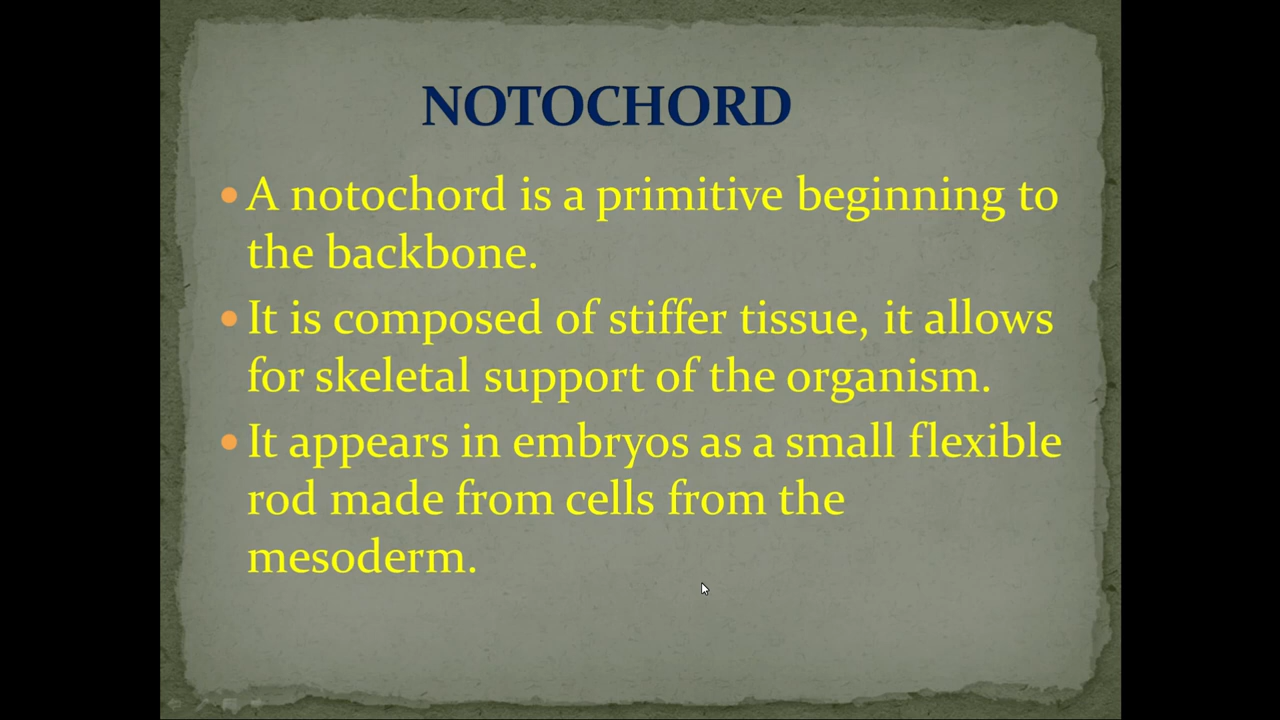 NOTOCHORD
• A notochord is a primitive beginning to
the backbone.
• It is composed of stiffer tissue, it allows
for skeletal support of the organism.
• It appears in embryos as a small flexible
rod made from cells from the
mesoderm.